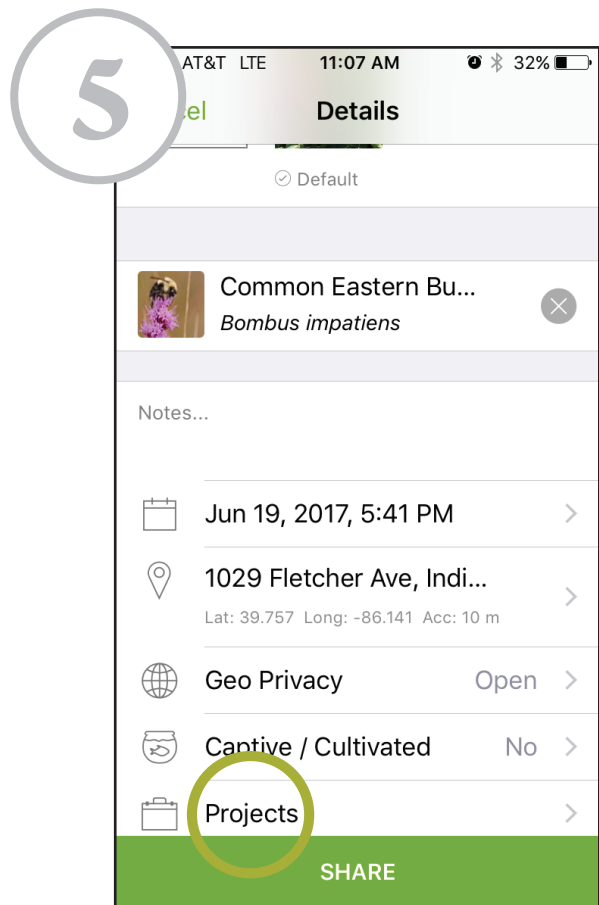 5
AT&T LTE 11:07 AM 32%
el Details
Default
Common Eastern Bu...
Bombus impatiens
Notes...
Jun 19, 2017, 5:41 PM
1029 Fletcher Ave, Indi...
Lat: 39.757 Long: -86.141 Acc: 10 m
Geo Privacy Open
Captive / Cultivated No
Projects
SHARE